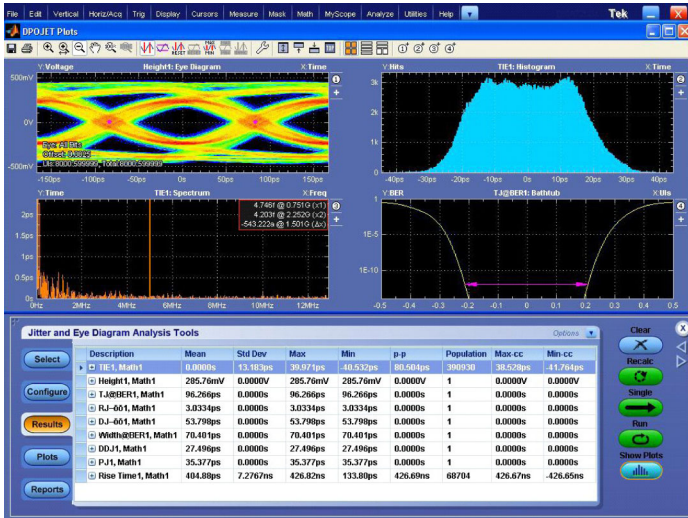 File Edit Vertical Horiz/Acq Trig Display Cursors Measure Mask Math MyScope Analyze Utilities Help Tek
DPOJET Plots
Y:Voltage Height1: Eye Diagram X:Time
500mV
0V
-500mV
Eye: All Bits
Offset: 0.0025
UIs:8000.599999, Total:8000.599999
-150ps -100ps -50ps 0s 50ps 100ps 150ps
Y:Hits TIE1: Histogram X:Time
3k
2k
1k
0
-40ps -30ps -20ps -10ps 0s 10ps 20ps 30ps 40ps
Y:Time TIE1: Spectrum X:Freq
4.746f @ 0.751G (x1)
4.203f @ 2.252G (x2)
-543.222a @ 1.501G (Δx)
2ps
1.5ps
1ps
0.5ps
0s
0Hz 2MHz 4MHz 6MHz 8MHz 10MHz 12MHz
Y:BER TJ@BER1: Bathtub X:UIs
1
1E-5
1E-10
-0.5 -0.4 -0.3 -0.2 -0.1 0 0.1 0.2 0.3 0.4 0.5
Jitter and Eye Diagram Analysis Tools
Options
Clear
Select
Configure
Results
Plots
Reports
Description Mean Std Dev Max Min p-p Population Max-cc Min-cc
TIE1, Math1 0.0000s 13.183ps 39.971ps -40.532ps 80.504ps 390930 38.528ps -41.764ps
Height1, Math1 285.76mV 0.0000V 285.76mV 285.76mV 0.0000V 1 0.0000V 0.0000V
TJ@BER1, Math1 96.266ps 0.0000s 96.266ps 96.266ps 0.0000s 1 0.0000s 0.0000s
RJ-δδ1, Math1 3.0334ps 0.0000s 3.0334ps 3.0334ps 0.0000s 1 0.0000s 0.0000s
DJ-δδ1, Math1 53.798ps 0.0000s 53.798ps 53.798ps 0.0000s 1 0.0000s 0.0000s
Width@BER1, Math1 70.401ps 0.0000s 70.401ps 70.401ps 0.0000s 1 0.0000s 0.0000s
DDJ1, Math1 27.496ps 0.0000s 27.496ps 27.496ps 0.0000s 1 0.0000s 0.0000s
PJ1, Math1 35.377ps 0.0000s 35.377ps 35.377ps 0.0000s 1 0.0000s 0.0000s
Rise Time1, Math1 404.88ps 7.2767ns 426.82ns 133.80ps 426.69ns 68704 426.67ns -426.65ns
Recalc
Single
Run
Show Plots